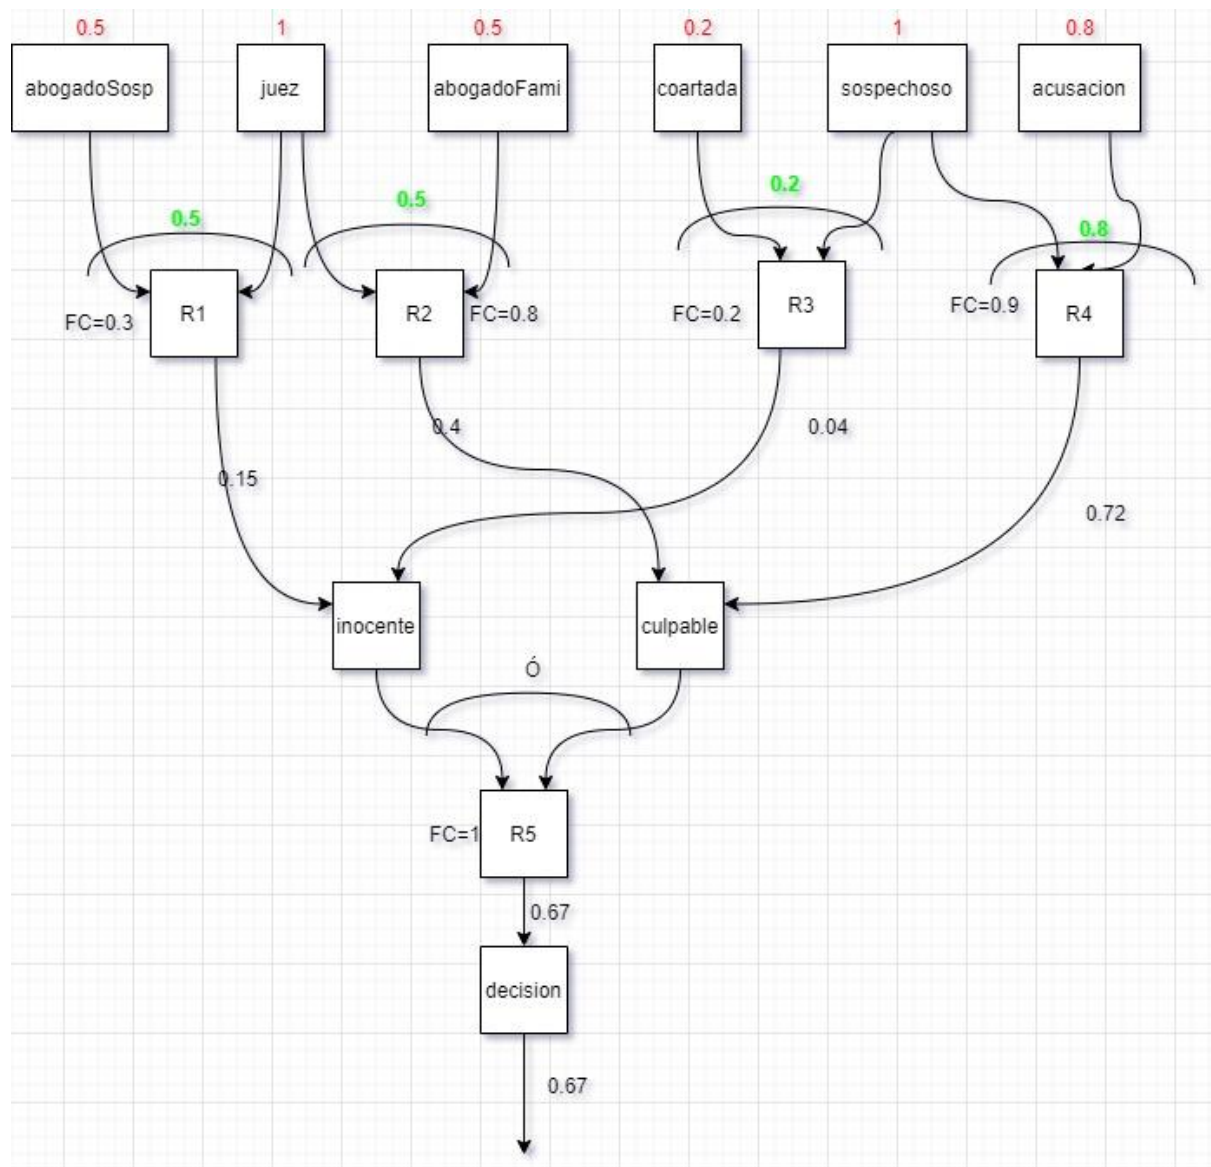 0.5
1
0.5
0.2
1
0.8
abogadoSosp
juez
abogadoFami
coartada
sospechoso
acusacion
0.5
0.5
0.2
0.8
FC=0.3
R1
R2
FC=0.8
FC=0.2
R3
FC=0.9
R4
0.15
0.4
0.04
0.72
inocente
culpable
Ó
FC=1
R5
0.67
decision
0.67